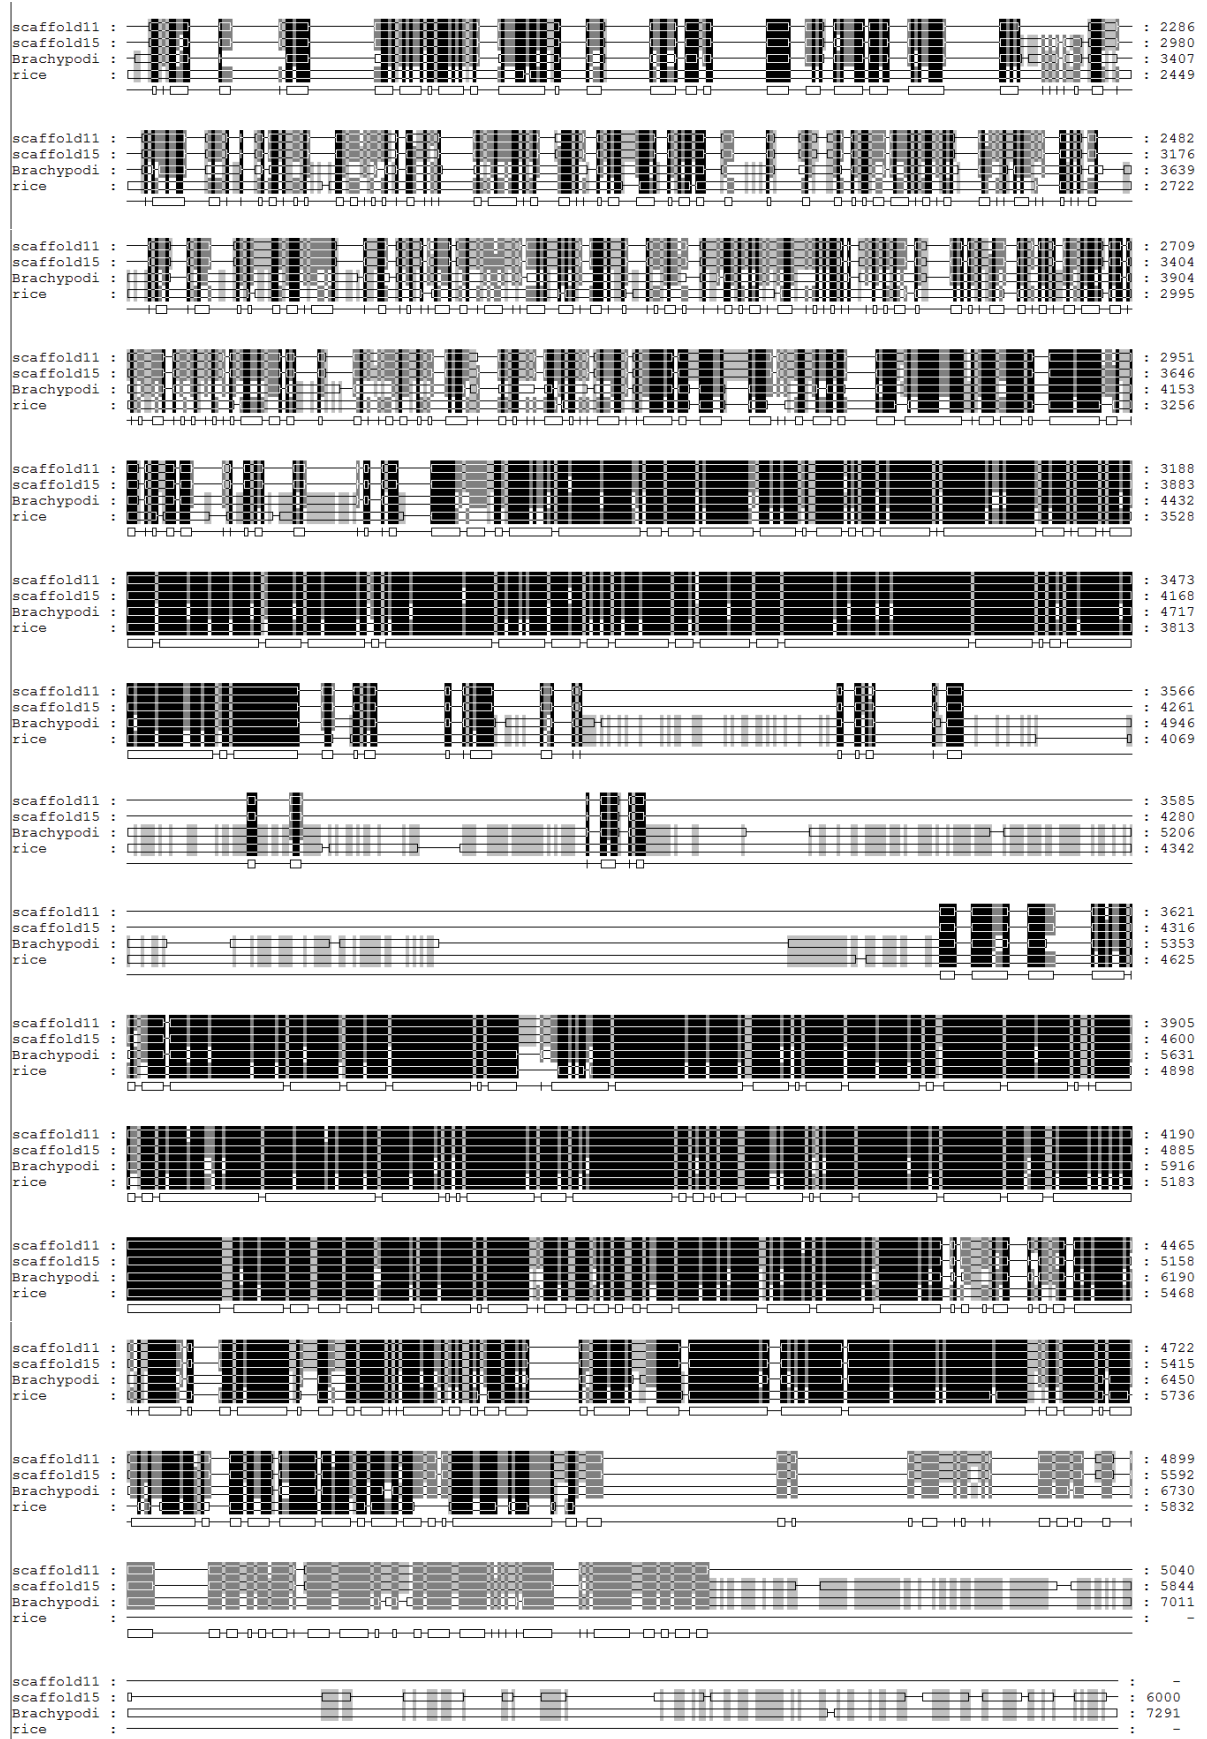 scaffold11 : : 2286
scaffold15 : : 2980
Brachypodi : : 3407
rice : : 2449
scaffold11 : : 2482
scaffold15 : : 3176
Brachypodi : : 3639
rice : : 2722
scaffold11 : : 2709
scaffold15 : : 3404
Brachypodi : : 3904
rice : : 2995
scaffold11 : : 2951
scaffold15 : : 3646
Brachypodi : : 4153
rice : : 3256
scaffold11 : : 3188
scaffold15 : : 3883
Brachypodi : : 4432
rice : : 3528
scaffold11 : : 3473
scaffold15 : : 4168
Brachypodi : : 4717
rice : : 3813
scaffold11 : : 3566
scaffold15 : : 4261
Brachypodi : : 4946
rice : : 4069
scaffold11 : : 3585
scaffold15 : : 4280
Brachypodi : : 5206
rice : : 4342
scaffold11 : : 3621
scaffold15 : : 4316
Brachypodi : : 5353
rice : : 4625
scaffold11 : : 3905
scaffold15 : : 4600
Brachypodi : : 5631
rice : : 4898
scaffold11 : : 4190
scaffold15 : : 4885
Brachypodi : : 5916
rice : : 5183
scaffold11 : : 4465
scaffold15 : : 5158
Brachypodi : : 6190
rice : : 5468
scaffold11 : : 4722
scaffold15 : : 5415
Brachypodi : : 6450
rice : : 5736
scaffold11 : : 4899
scaffold15 : : 5592
Brachypodi : : 6730
rice : : 5832
scaffold11 : : 5040
scaffold15 : : 5844
Brachypodi : : 7011
rice : : -
scaffold11 : : -
scaffold15 : : 6000
Brachypodi : : 7291
rice : : -